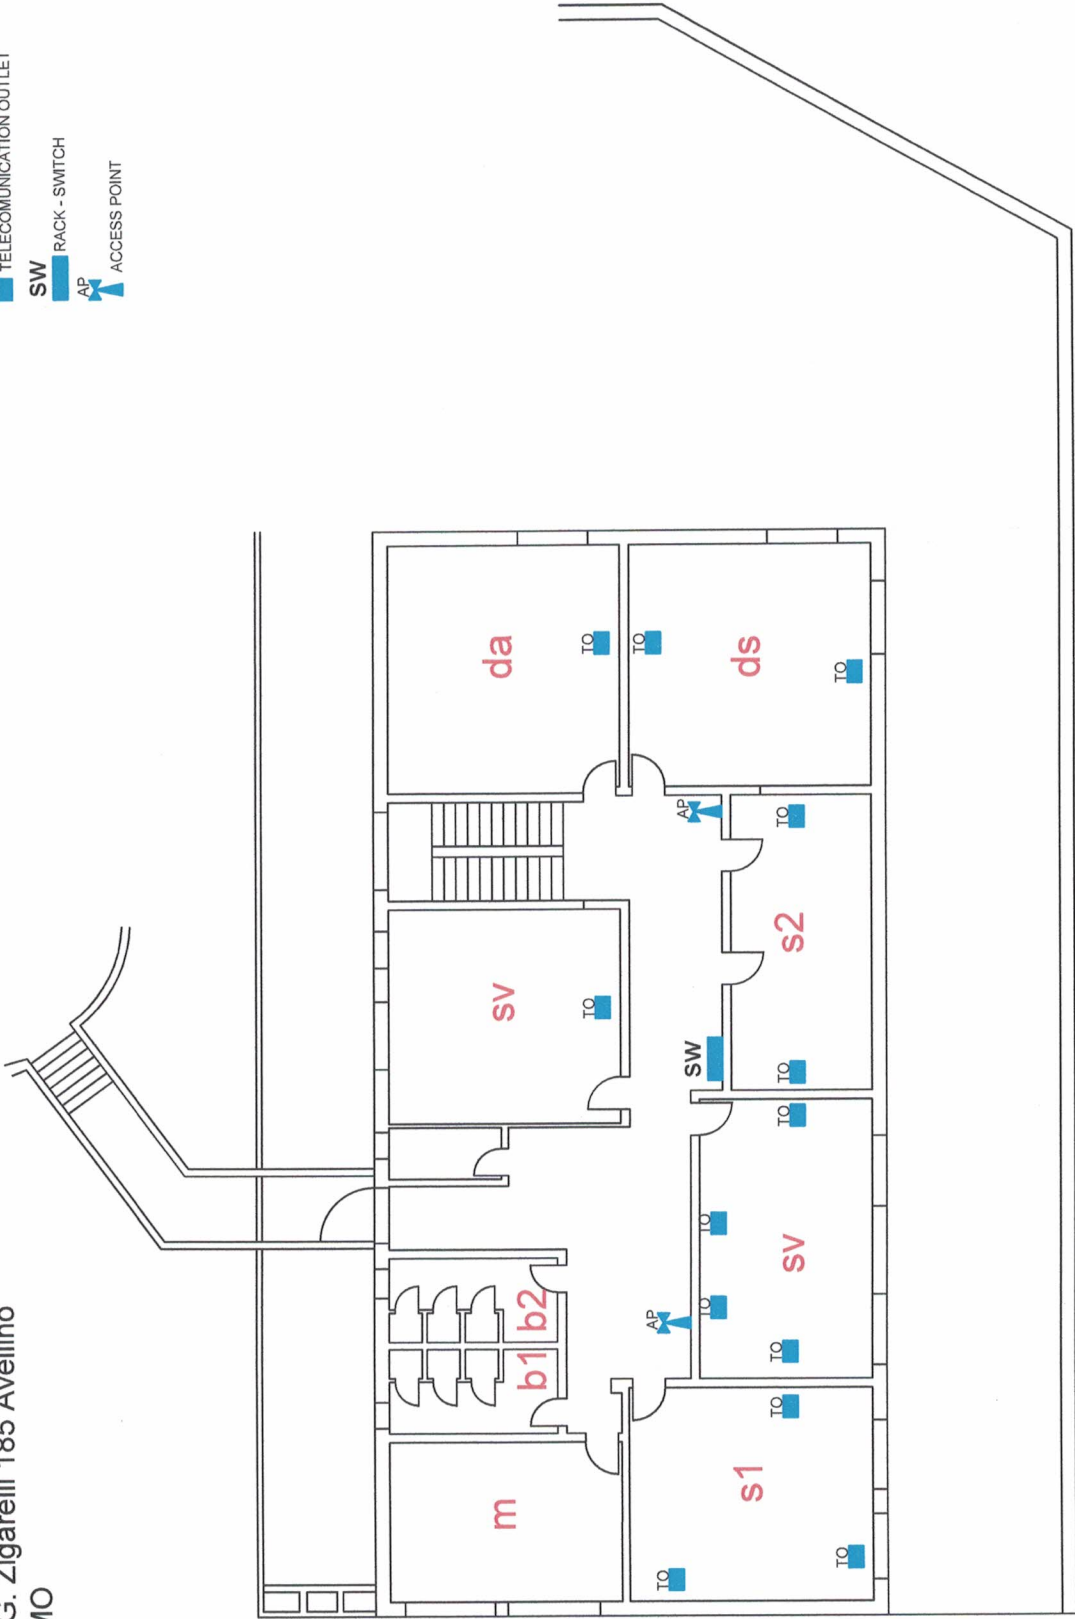 G. Zigarelli 185 Avellino
MO
TELECOMUNICATION OUTLET
SW
RACK - SWITCH
AP
ACCESS POINT
da
TO
TO
ds
TO
AP
TO
s2
TO
SW
sv
TO
TO
TO
sv
TO
TO
AP
b2
b1
m
TO
s1
TO
TO